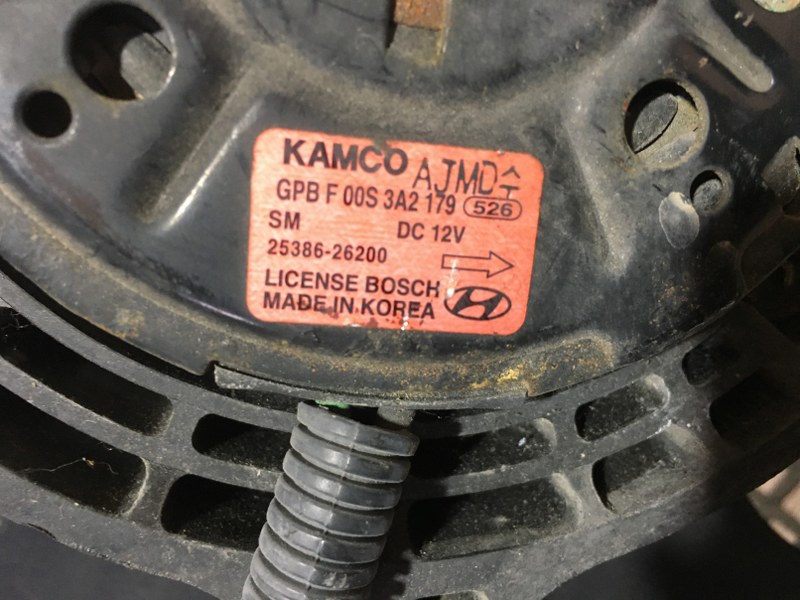 KAMCO AJMD
GPB F 00S 3A2 179 526
SM DC 12V
25386-26200
LICENSE BOSCH
MADE IN KOREA